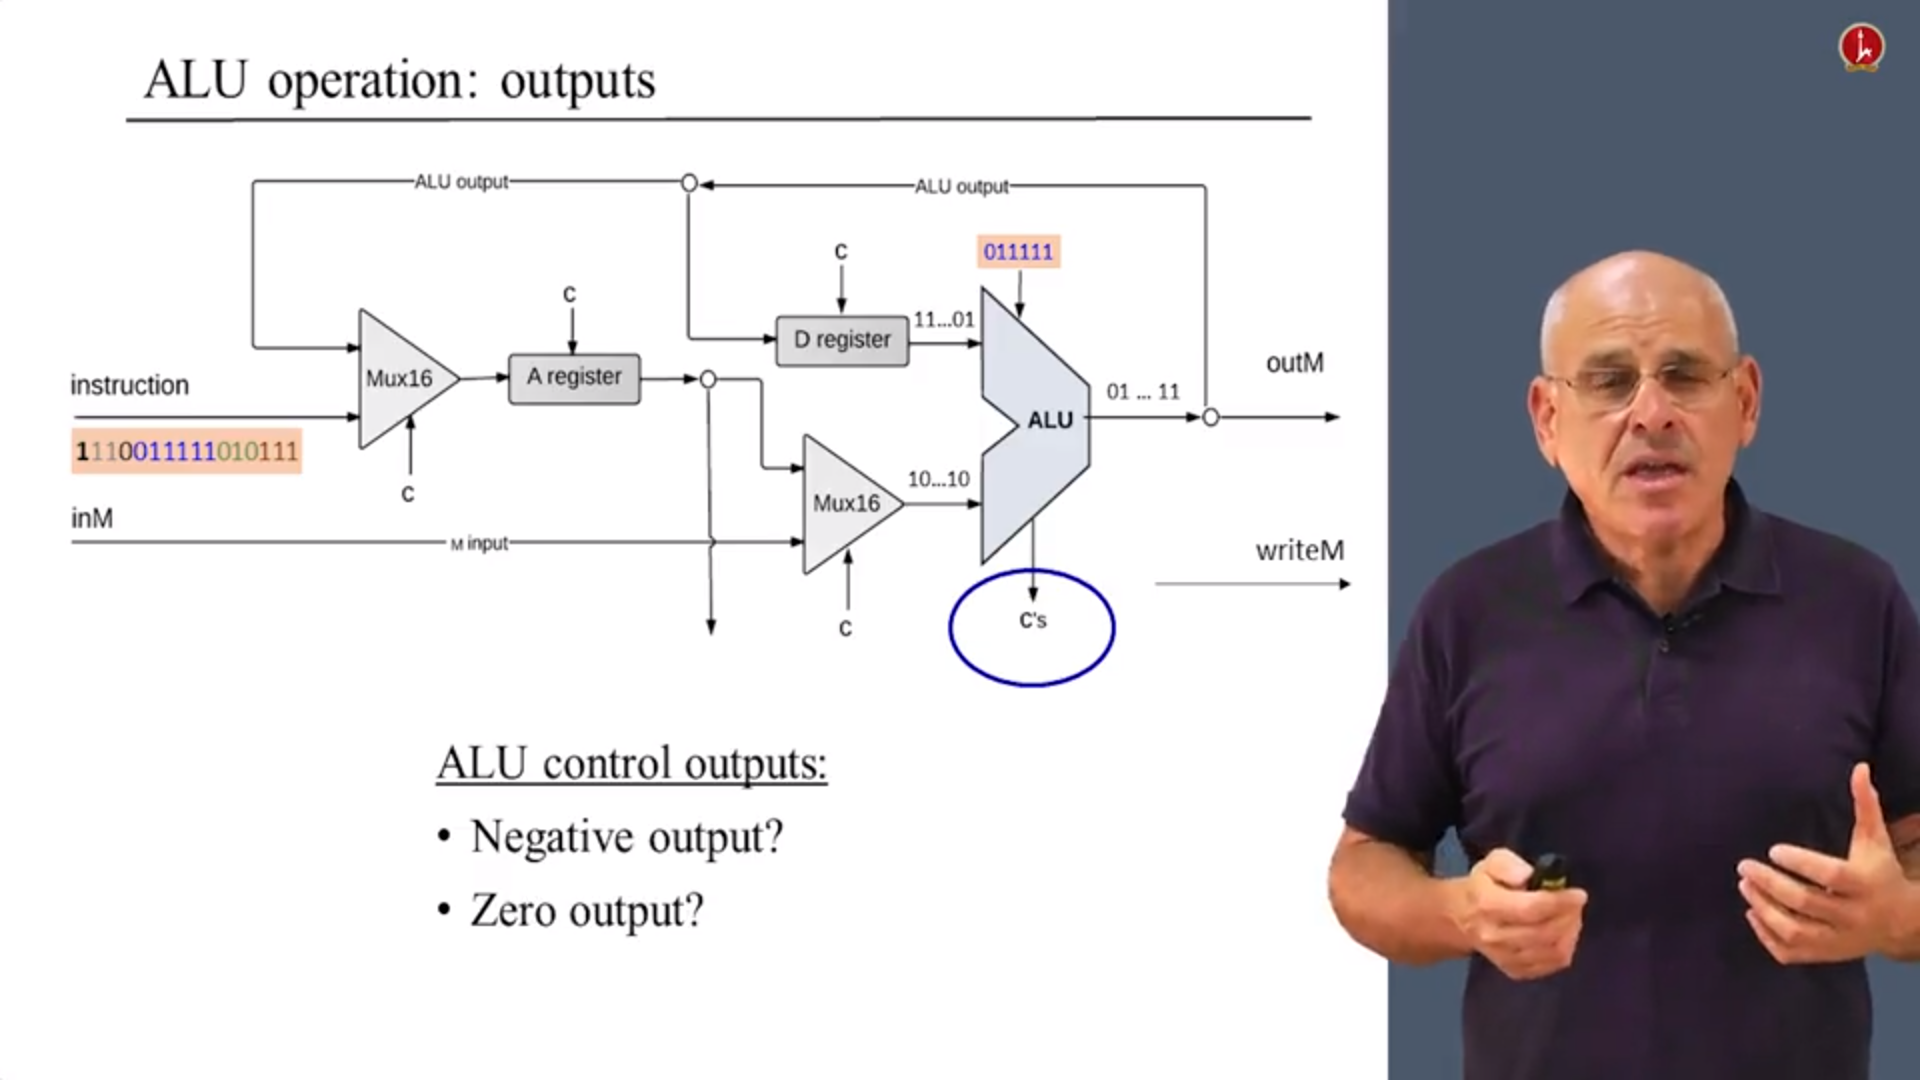 ALU operation: outputs
ALU output
ALU output
C
011111
C
11...01
D register
Mux16
A register
outM
instruction
01 ... 11
ALU
1110011111010111
10...10
C
Mux16
inM
M input
writeM
C
C's
ALU control outputs:
• Negative output?
• Zero output?